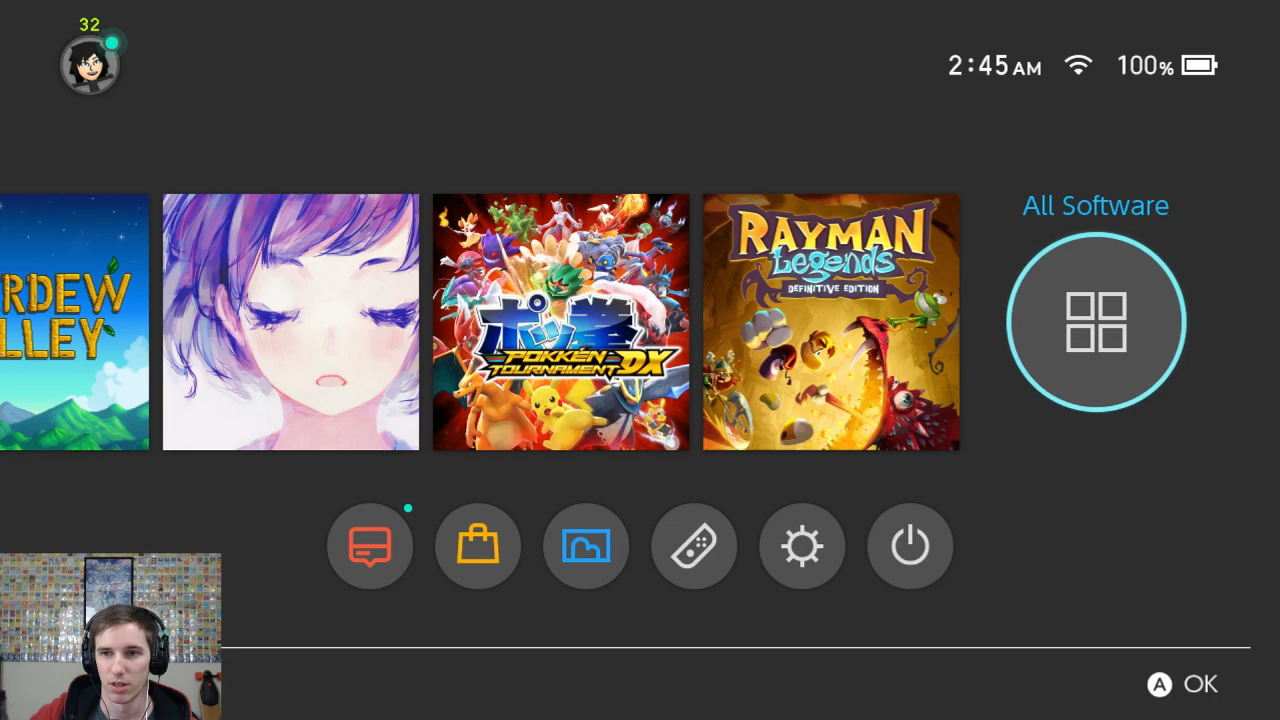 32
2:45 AM
100%
RDEW
LLEY
ポッ拳
POKKÉN
TOURNAMENT DX
RAYMAN
Legends
DEFINITIVE EDITION
All Software
A OK